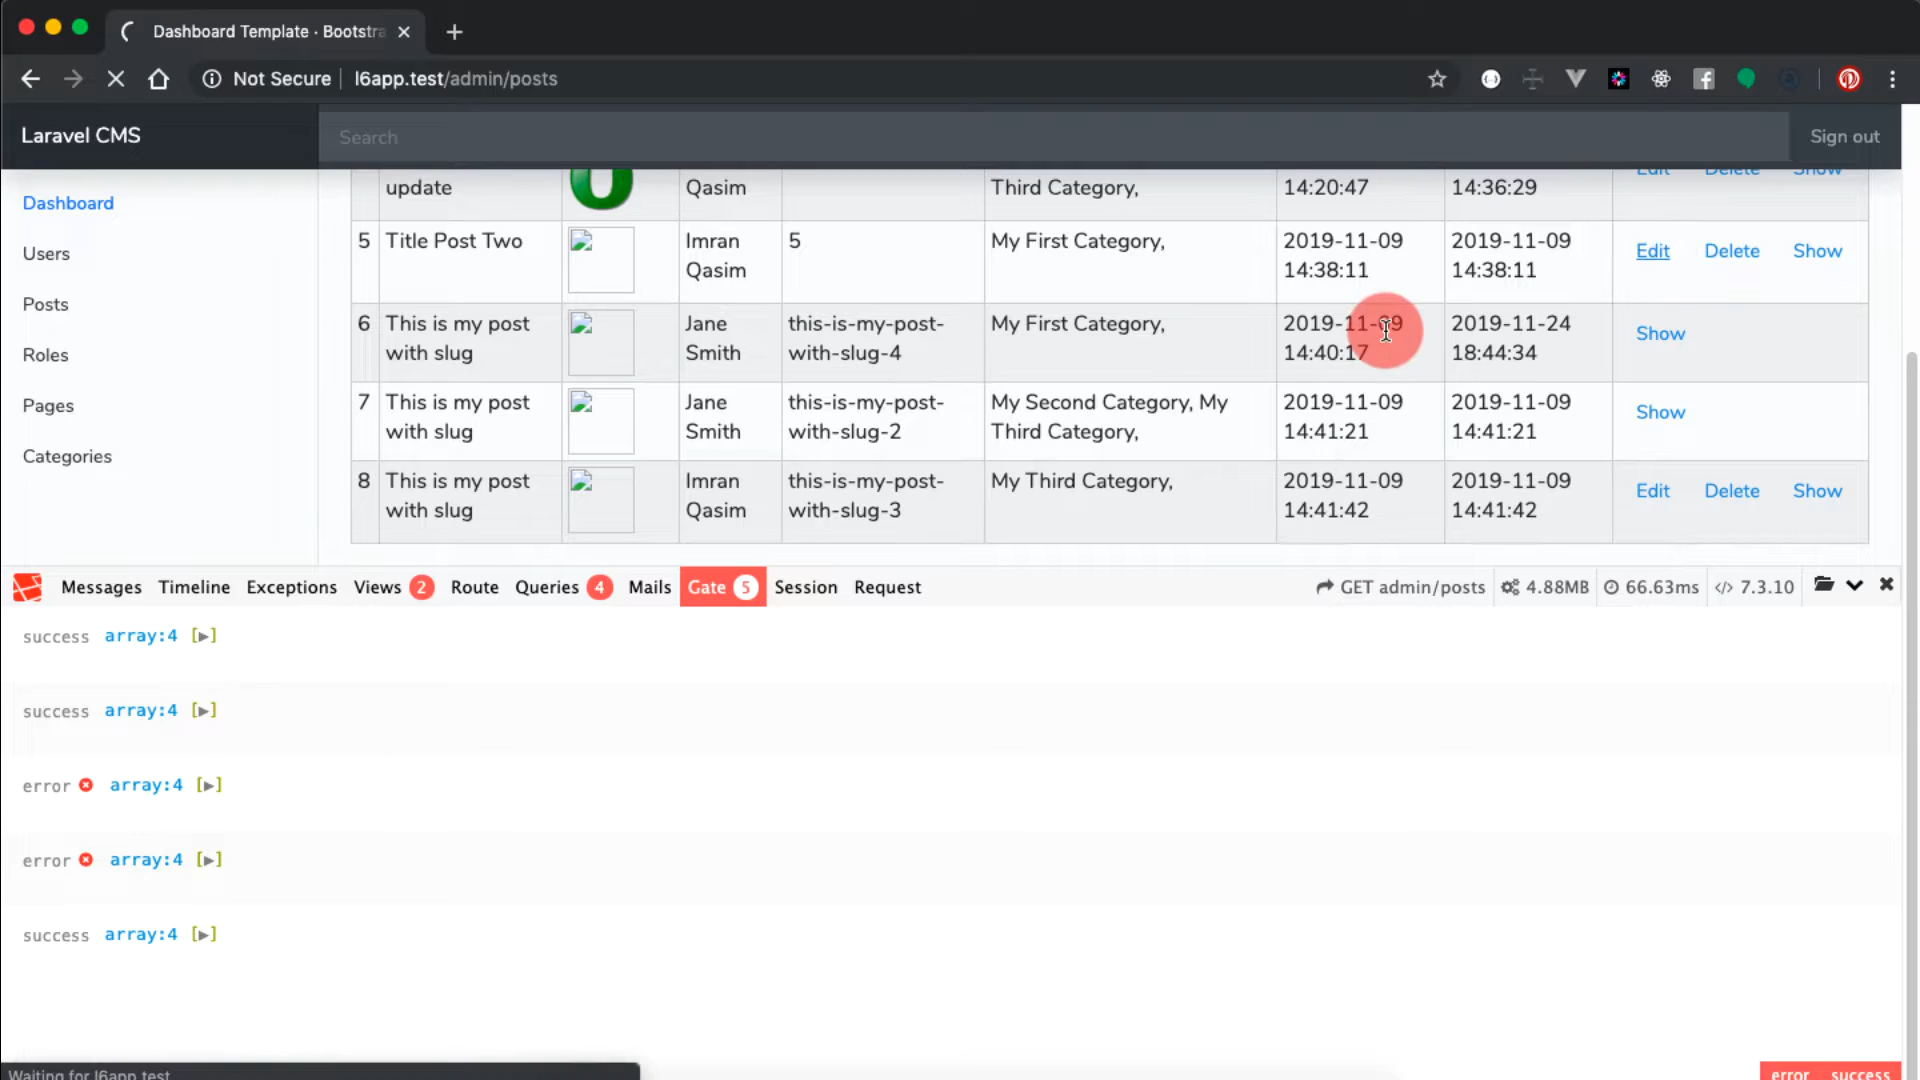 Dashboard Template · Bootstra
Not Secure
l6app.test/admin/posts
Laravel CMS
Search
Sign out
Dashboard
Users
Posts
Roles
Pages
Categories
update
Qasim
Third Category,
14:20:47
14:36:29
Edit Delete Show
5
Title Post Two
Imran
Qasim
5
My First Category,
2019-11-09
14:38:11
2019-11-09
14:38:11
Edit Delete Show
6
This is my post
with slug
Jane
Smith
this-is-my-post-
with-slug-4
My First Category,
2019-11-09
14:40:17
2019-11-24
18:44:34
Show
7
This is my post
with slug
Jane
Smith
this-is-my-post-
with-slug-2
My Second Category, My
Third Category,
2019-11-09
14:41:21
2019-11-09
14:41:21
Show
8
This is my post
with slug
Imran
Qasim
this-is-my-post-
with-slug-3
My Third Category,
2019-11-09
14:41:42
2019-11-09
14:41:42
Edit Delete Show
Messages Timeline Exceptions Views 2 Route Queries 4 Mails Gate 5 Session Request
GET admin/posts 4.88MB 66.63ms </> 7.3.10
success array:4 [▶]
success array:4 [▶]
error array:4 [▶]
error array:4 [▶]
success array:4 [▶]
Waiting for l6app.test
error success